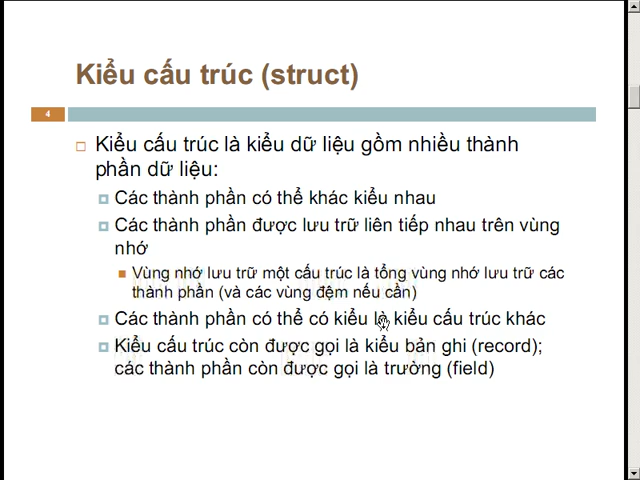 Kiểu cấu trúc (struct)
4
Kiểu cấu trúc là kiểu dữ liệu gồm nhiều thành
phần dữ liệu:
Các thành phần có thể khác kiểu nhau
Các thành phần được lưu trữ liên tiếp nhau trên vùng
nhớ
Vùng nhớ lưu trữ một cấu trúc là tổng vùng nhớ lưu trữ các
thành phần (và các vùng đệm nếu cần)
Các thành phần có thể có kiểu là kiểu cấu trúc khác
Kiểu cấu trúc còn được gọi là kiểu bản ghi (record);
các thành phần còn được gọi là trường (field)